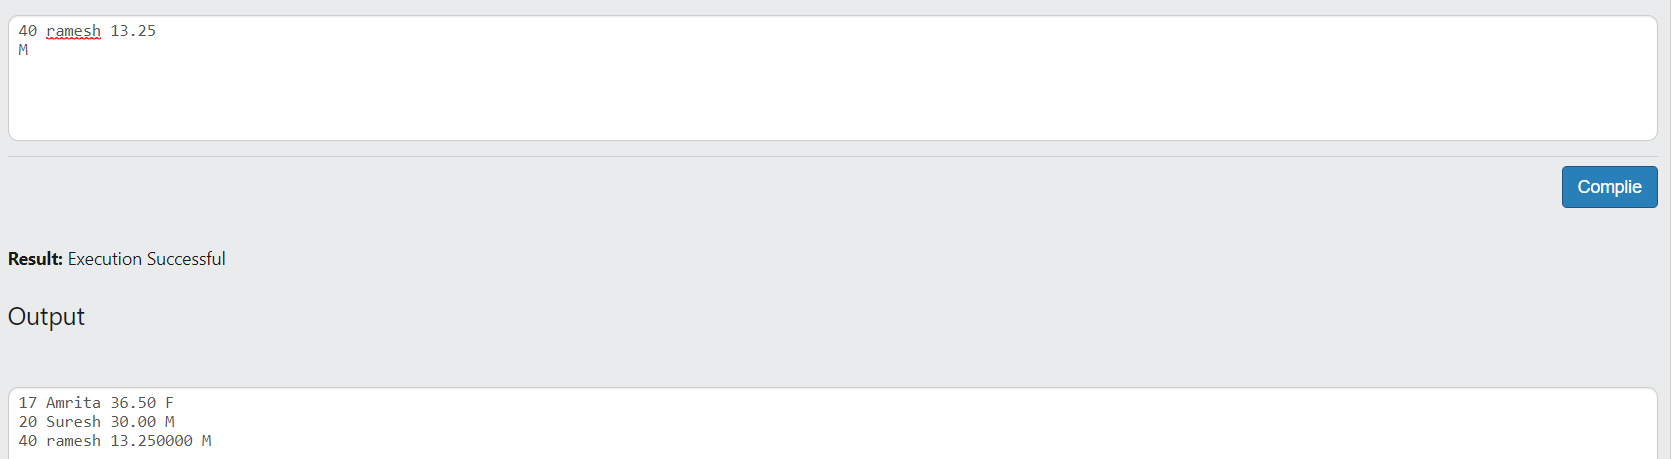 40 ramesh 13.25
M
Complie
Result: Execution Successful
Output
17 Amrita 36.50 F
20 Suresh 30.00 M
40 ramesh 13.250000 M